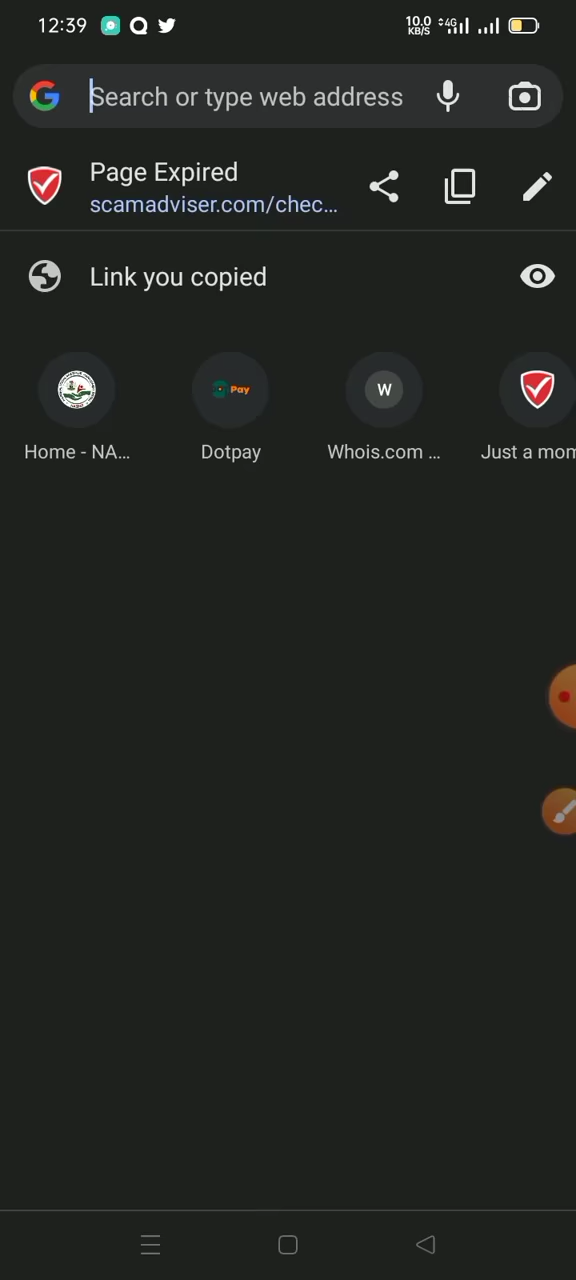 12:39
10.0
KB/S
4G
Search or type web address
Page Expired
scamadviser.com/chec...
Link you copied
Pay
W
Home - NA...
Dotpay
Whois.com ...
Just a mom